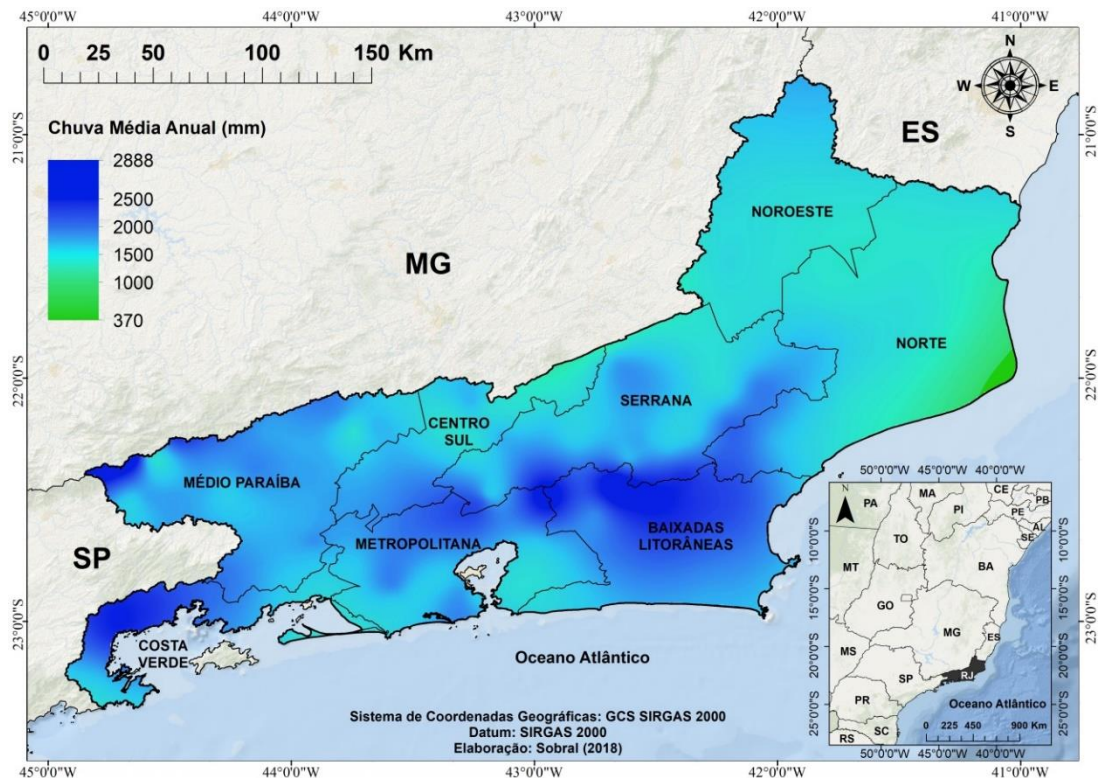 45°0'0"W
44°0'0"W
43°0'0"W
42°0'0"W
41°0'0"W
0 25 50 100 150 Km
N
W E
S
Chuva Média Anual (mm)
2888
2500
2000
1500
1000
370
21°0'0"S
21°0'0"S
ES
NOROESTE
MG
NORTE
22°0'0"S
22°0'0"S
SERRANA
CENTRO
SUL
MÉDIO PARAÍBA
BAIXADAS
LITORÂNEAS
METROPOLITANA
SP
23°0'0"S
23°0'0"S
COSTA
VERDE
Oceano Atlântico
Sistema de Coordenadas Geográficas: GCS SIRGAS 2000
Datum: SIRGAS 2000
Elaboração: Sobral (2018)
45°0'0"W
44°0'0"W
43°0'0"W
42°0'0"W
41°0'0"W
50°0'0"W 45°0'0"W 40°0'0"W
N
PA
MA
CE
PB
PI
PE
AL
SE
TO
BA
MT
GO
MG
ES
MS
SP
RJ
PR
SC
RS
10°0'0"S
15°0'0"S
20°0'0"S
25°0'0"S
10°0'0"S
15°0'0"S
20°0'0"S
25°0'0"S
Oceano Atlântico
0 225 450 900 Km
50°0'0"W 45°0'0"W 40°0'0"W